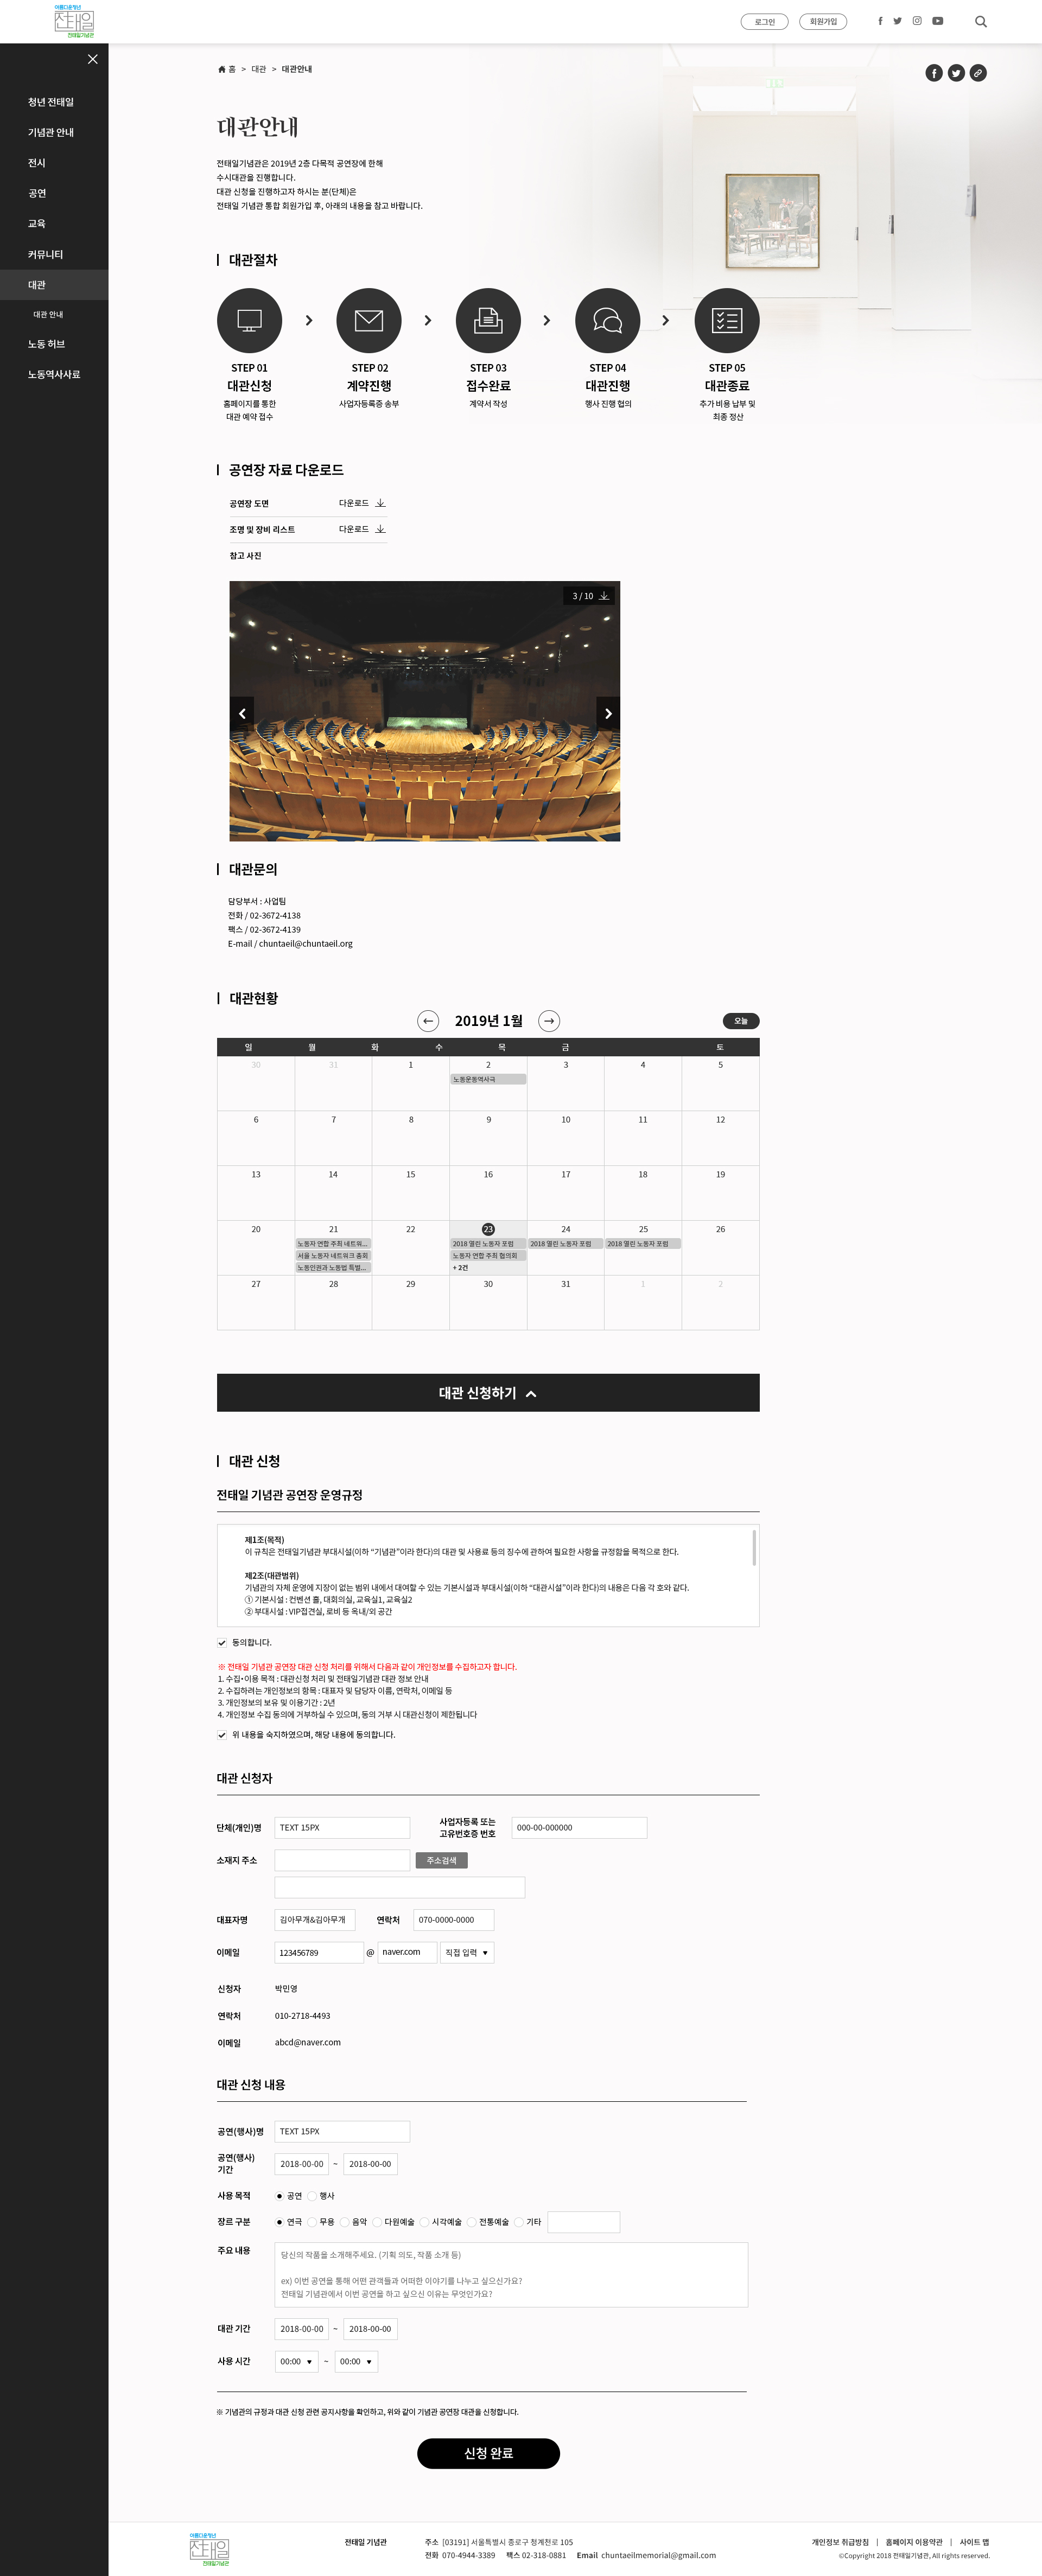 아름다운청년
전태일
전태일기념관
로그인
회원가입
청년 전태일
기념관 안내
전시
공연
교육
커뮤니티
대관
대관 안내
노동 허브
노동역사사료
홈 > 대관 > 대관안내
대관안내
전태일기념관은 2019년 2층 다목적 공연장에 한해
수시대관을 진행합니다.
대관 신청을 진행하고자 하시는 분(단체)은
전태일 기념관 통합 회원가입 후, 아래의 내용을 참고 바랍니다.
대관절차
STEP 01
대관신청
홈페이지를 통한
대관 예약 접수
STEP 02
계약진행
사업자등록증 송부
STEP 03
접수완료
계약서 작성
STEP 04
대관진행
행사 진행 협의
STEP 05
대관종료
추가 비용 납부 및
최종 정산
공연장 자료 다운로드
공연장 도면 다운로드
조명 및 장비 리스트 다운로드
참고 사진
3 / 10
대관문의
담당부서 : 사업팀
전화 / 02-3672-4138
팩스 / 02-3672-4139
E-mail / chuntaeil@chuntaeil.org
대관현황
2019년 1월
오늘
일 월 화 수 목 금 토
30 31 1 2 3 4 5
노동운동역사극
6 7 8 9 10 11 12
13 14 15 16 17 18 19
20 21 22 23 24 25 26
노동자 연합 주최 네트워... 2018 열린 노동자 포럼 2018 열린 노동자 포럼 2018 열린 노동자 포럼
서울 노동자 네트워크 총회 노동자 연합 주최 협의회
노동인권과 노동법 특별... + 2건
27 28 29 30 31 1 2
대관 신청하기
대관 신청
전태일 기념관 공연장 운영규정
제1조(목적)
이 규칙은 전태일기념관 부대시설(이하 “기념관”이라 한다)의 대관 및 사용료 등의 징수에 관하여 필요한 사항을 규정함을 목적으로 한다.
제2조(대관범위)
기념관의 자체 운영에 지장이 없는 범위 내에서 대여할 수 있는 기본시설과 부대시설(이하 “대관시설”이라 한다)의 내용은 다음 각 호와 같다.
① 기본시설 : 컨벤션 홀, 대회의실, 교육실1, 교육실2
② 부대시설 : VIP접견실, 로비 등 옥내/외 공간
동의합니다.
※ 전태일 기념관 공연장 대관 신청 처리를 위해서 다음과 같이 개인정보를 수집하고자 합니다.
1. 수집•이용 목적 : 대관신청 처리 및 전태일기념관 대관 정보 안내
2. 수집하려는 개인정보의 항목 : 대표자 및 담당자 이름, 연락처, 이메일 등
3. 개인정보의 보유 및 이용기간 : 2년
4. 개인정보 수집 동의에 거부하실 수 있으며, 동의 거부 시 대관신청이 제한됩니다
위 내용을 숙지하였으며, 해당 내용에 동의합니다.
대관 신청자
단체(개인)명 TEXT 15PX
사업자등록 또는
고유번호증 번호
000-00-000000
소재지 주소 주소검색
대표자명 김아무개&김아무개 연락처 070-0000-0000
이메일 123456789 @ naver.com 직접 입력 ▼
신청자 박민영
연락처 010-2718-4493
이메일 abcd@naver.com
대관 신청 내용
공연(행사)명 TEXT 15PX
공연(행사)
기간
2018-00-00 ~ 2018-00-00
사용 목적 공연 행사
장르 구분 연극 무용 음악 다원예술 시각예술 전통예술 기타
주요 내용
당신의 작품을 소개해주세요. (기획 의도, 작품 소개 등)
ex) 이번 공연을 통해 어떤 관객들과 어떠한 이야기를 나누고 싶으신가요?
전태일 기념관에서 이번 공연을 하고 싶으신 이유는 무엇인가요?
대관 기간 2018-00-00 ~ 2018-00-00
사용 시간 00:00 ▼ ~ 00:00 ▼
※ 기념관의 규정과 대관 신청 관련 공지사항을 확인하고, 위와 같이 기념관 공연장 대관을 신청합니다.
신청 완료
아름다운청년
전태일
전태일기념관
전태일 기념관
주소 [03191] 서울특별시 종로구 청계천로 105
전화 070-4944-3389 팩스 02-318-0881 Email chuntaeilmemorial@gmail.com
개인정보 취급방침 | 홈페이지 이용약관 | 사이트 맵
©Copyright 2018 전태일기념관, All rights reserved.